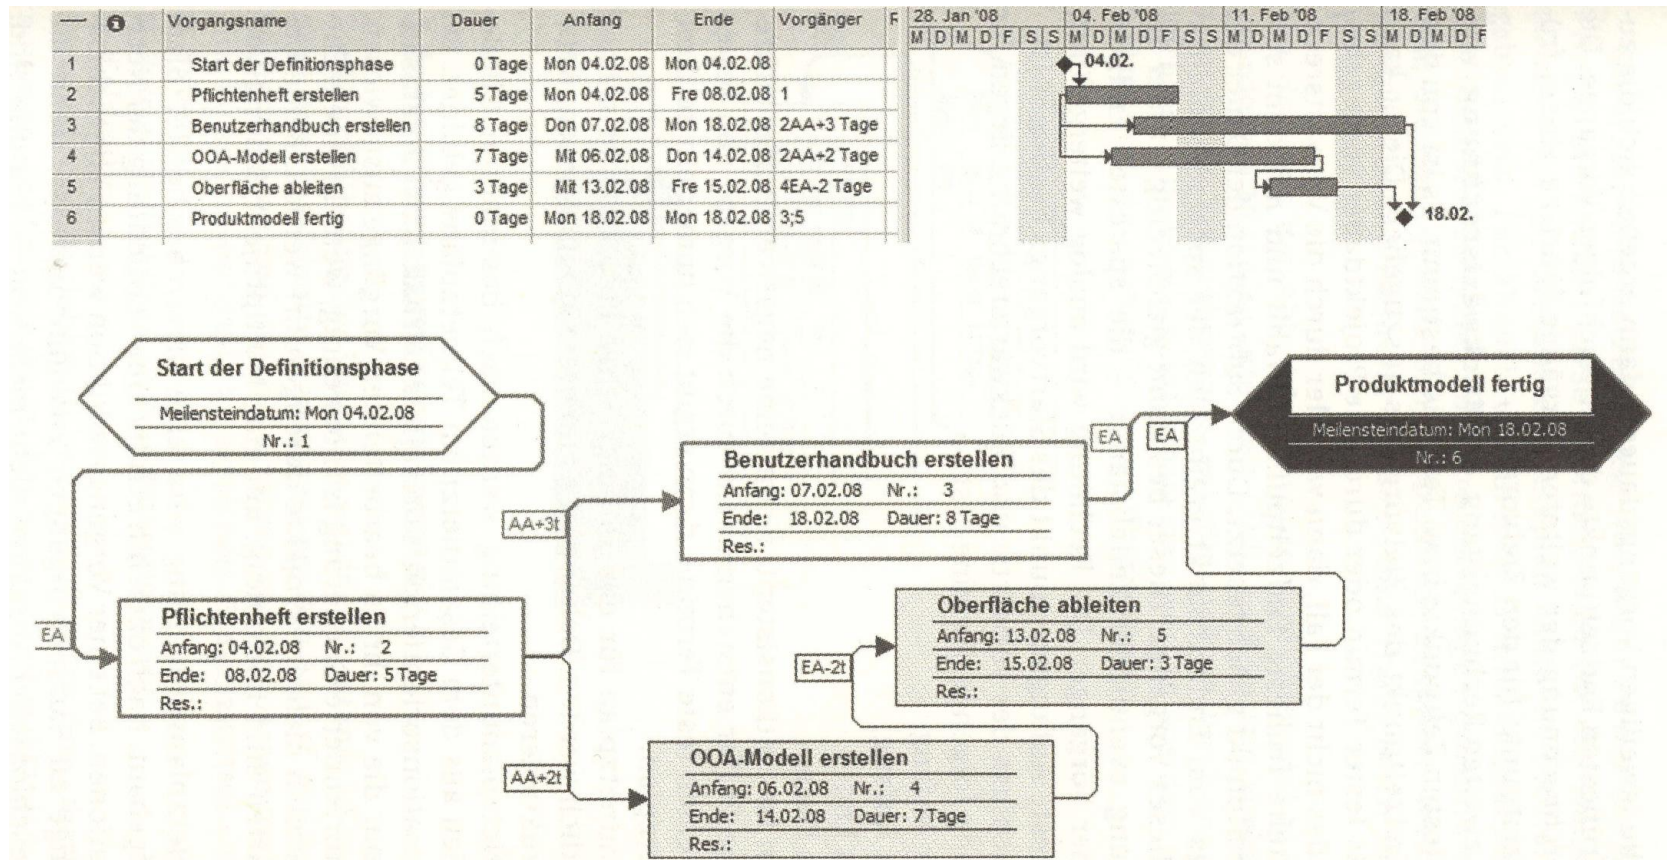 Vorgangsname Dauer Anfang Ende Vorgänger F 28. Jan '08 04. Feb '08 11. Feb '08 18. Feb '08
M D M D F S S M D M D F S S M D M D F S S M D M D F
1 Start der Definitionsphase 0 Tage Mon 04.02.08 Mon 04.02.08 04.02.
2 Pflichtenheft erstellen 5 Tage Mon 04.02.08 Fre 08.02.08 1
3 Benutzerhandbuch erstellen 8 Tage Don 07.02.08 Mon 18.02.08 2AA+3 Tage
4 OOA-Modell erstellen 7 Tage Mit 06.02.08 Don 14.02.08 2AA+2 Tage
5 Oberfläche ableiten 3 Tage Mit 13.02.08 Fre 15.02.08 4EA-2 Tage
6 Produktmodell fertig 0 Tage Mon 18.02.08 Mon 18.02.08 3;5 18.02.
Start der Definitionsphase
Meilensteindatum: Mon 04.02.08
Nr.: 1
Produktmodell fertig
Meilensteindatum: Mon 18.02.08
Nr.: 6
EA
EA
Benutzerhandbuch erstellen
Anfang: 07.02.08 Nr.: 3
Ende: 18.02.08 Dauer: 8 Tage
Res.:
AA+3t
EA
Pflichtenheft erstellen
Anfang: 04.02.08 Nr.: 2
Ende: 08.02.08 Dauer: 5 Tage
Res.:
Oberfläche ableiten
Anfang: 13.02.08 Nr.: 5
Ende: 15.02.08 Dauer: 3 Tage
Res.:
EA-2t
AA+2t
OOA-Modell erstellen
Anfang: 06.02.08 Nr.: 4
Ende: 14.02.08 Dauer: 7 Tage
Res.: